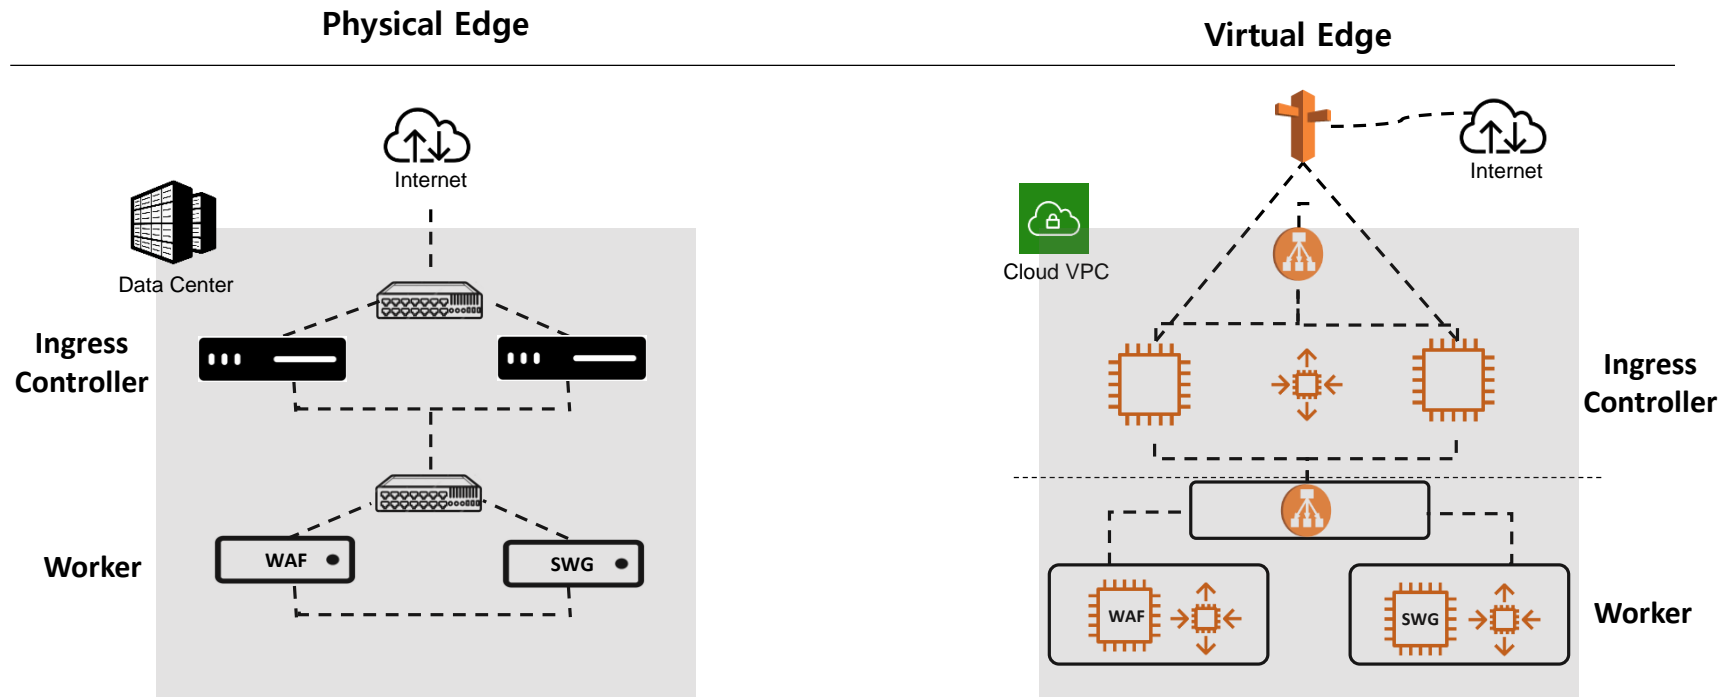 Physical Edge
Virtual Edge
Internet
Internet
Data Center
Cloud VPC
Ingress
Controller
Ingress
Controller
WAF
SWG
Worker
WAF
SWG
Worker